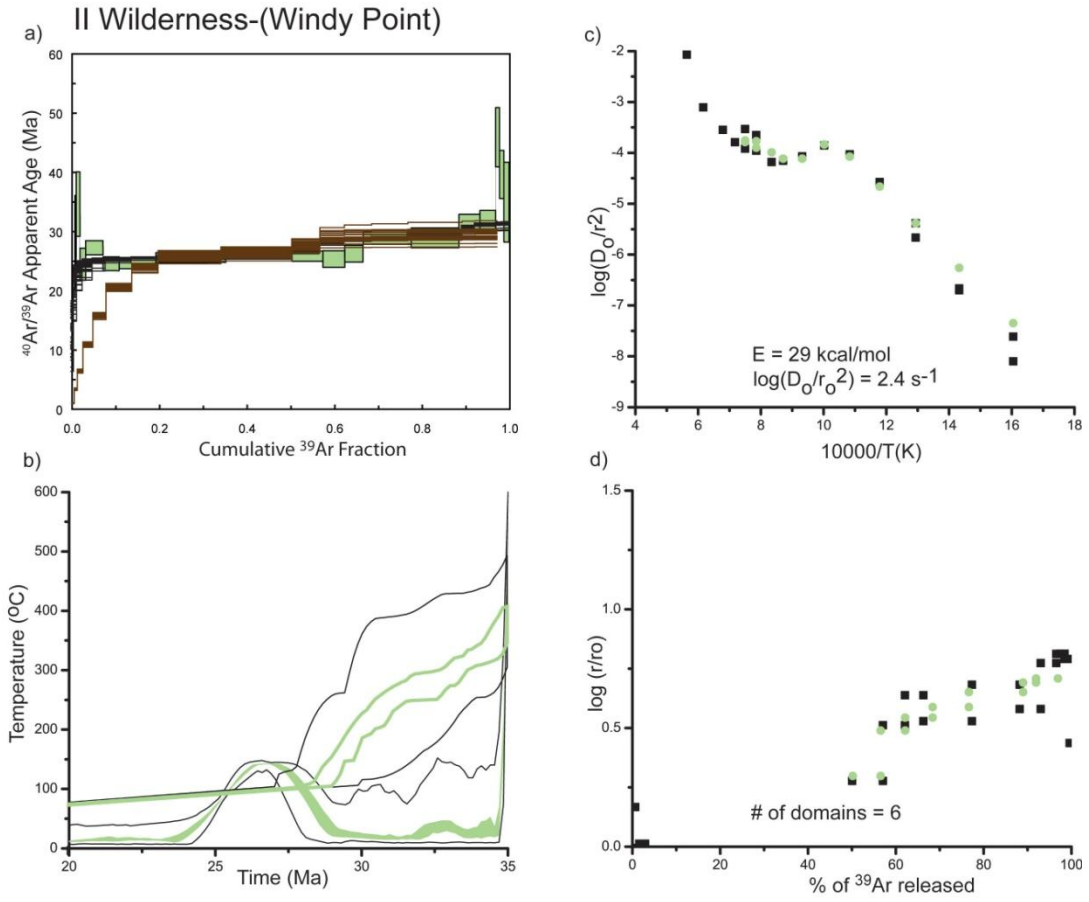 II Wilderness-(Windy Point)
a)
60
50
40
30
20
10
0
⁴⁰Ar/³⁹Ar Apparent Age (Ma)
0.0 0.2 0.4 0.6 0.8 1.0
Cumulative ³⁹Ar Fraction
c)
-2
-3
-4
-5
-6
-7
-8
-9
log(Dₒ/r²)
E = 29 kcal/mol
log(Dₒ/rₒ²) = 2.4 s⁻¹
4 6 8 10 12 14 16 18
10000/T(K)
b)
600
500
400
300
200
100
0
Temperature (ᴼC)
20 25 30 35
Time (Ma)
d)
1.5
1.0
0.5
0.0
log (r/ro)
# of domains = 6
0 20 40 60 80 100
% of ³⁹Ar released